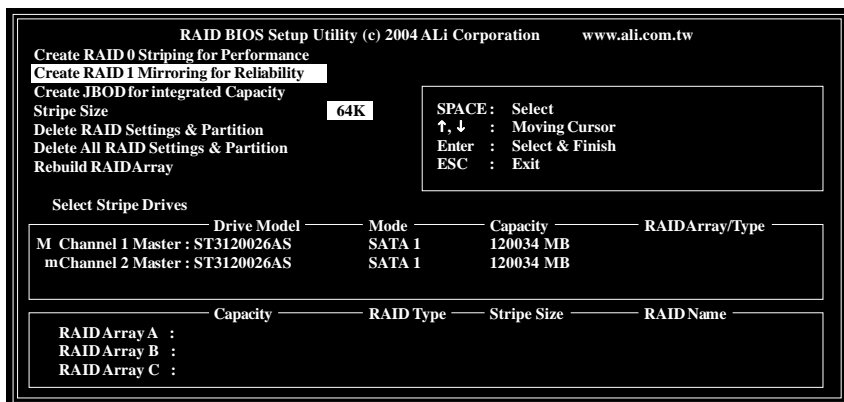 RAID BIOS Setup Utility (c) 2004 ALi Corporation www.ali.com.tw
Create RAID 0 Striping for Performance
Create RAID 1 Mirroring for Reliability
Create JBOD for integrated Capacity
Stripe Size 64K
Delete RAID Settings & Partition
Delete All RAID Settings & Partition
Rebuild RAID Array
SPACE : Select
↑, ↓ : Moving Cursor
Enter : Select & Finish
ESC : Exit
Select Stripe Drives
Drive Model Mode Capacity RAID Array/Type
M Channel 1 Master : ST3120026AS SATA 1 120034 MB
m Channel 2 Master : ST3120026AS SATA 1 120034 MB
Capacity RAID Type Stripe Size RAID Name
RAID Array A :
RAID Array B :
RAID Array C :